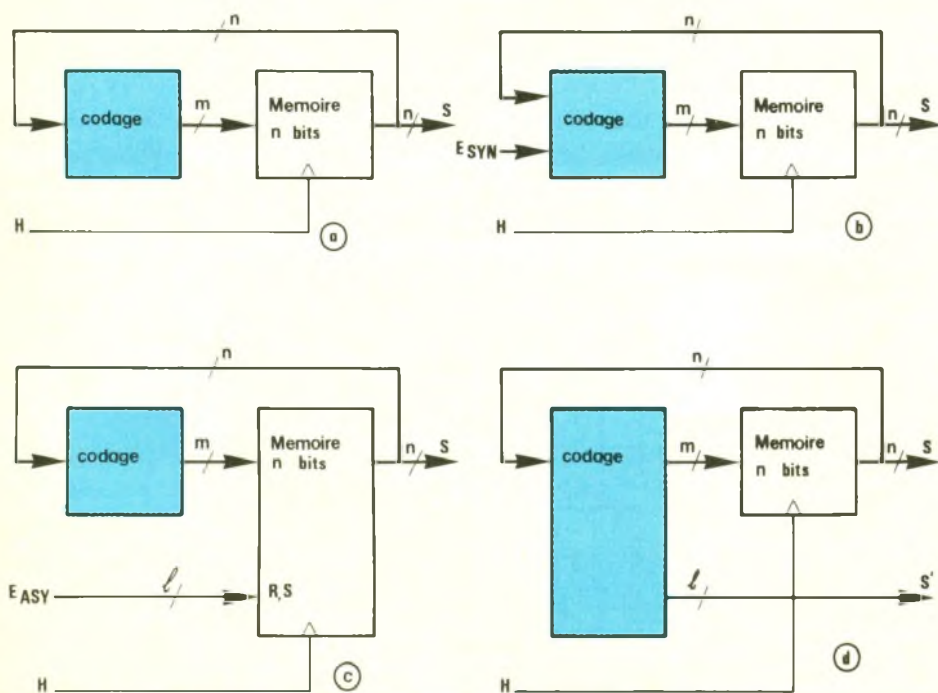 n
codage
m
Memoire
n bits
n
S
H
a
n
E SYN
codage
m
Memoire
n bits
n
S
H
b
n
codage
m
Memoire
n bits
n
S
E ASY
l
R,S
H
c
n
codage
m
Memoire
n bits
n
S
l
S'
H
d